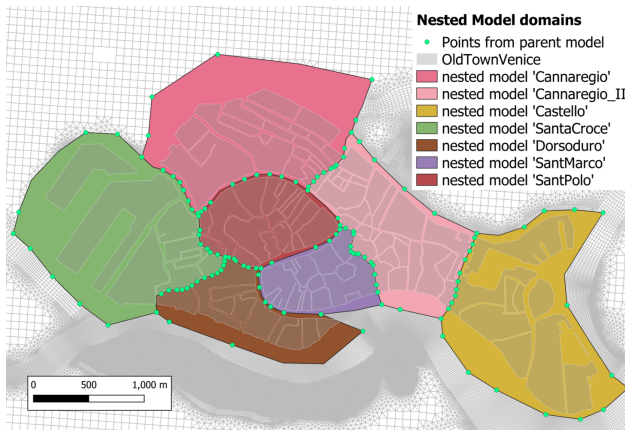 Nested Model domains
Points from parent model
OldTownVenice
nested model 'Cannaregio'
nested model 'Cannaregio_II'
nested model 'Castello'
nested model 'SantaCroce'
nested model 'Dorsoduro'
nested model 'SantMarco'
nested model 'SantPolo'
0 500 1,000 m